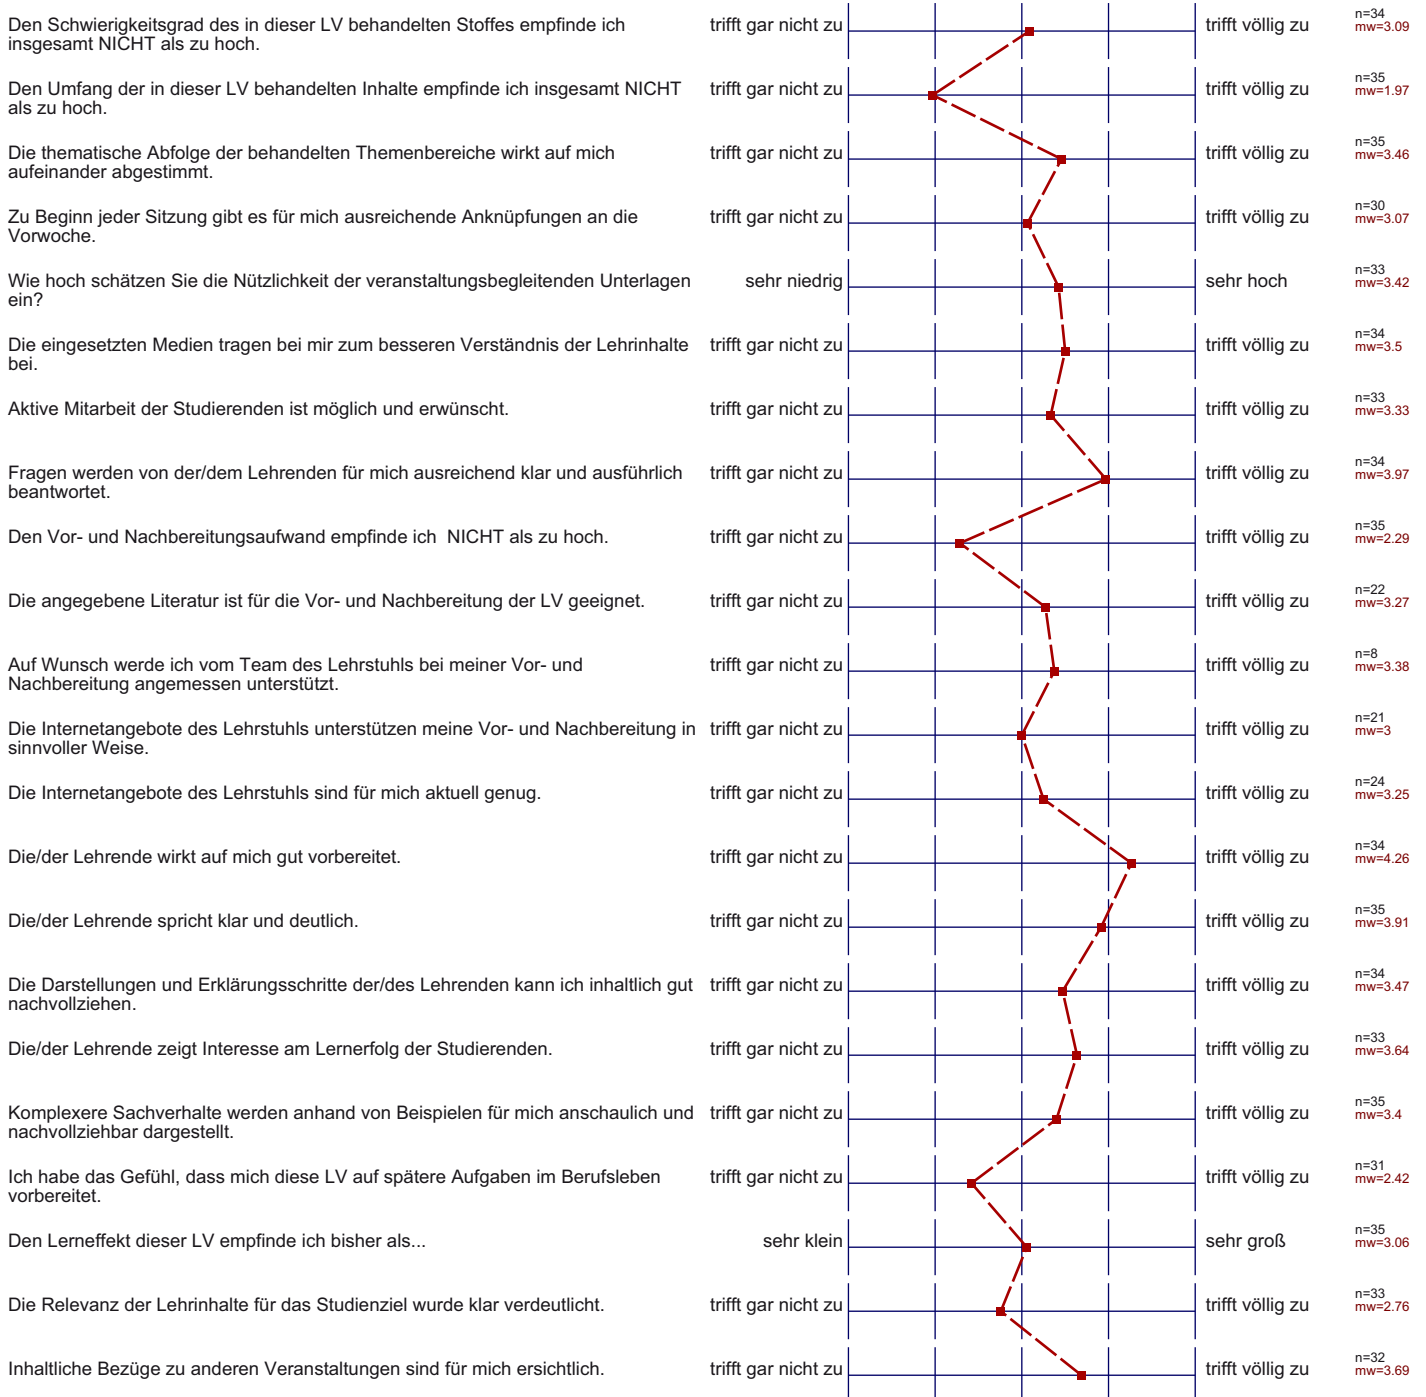 Den Schwierigkeitsgrad des in dieser LV behandelten Stoffes empfinde ich
insgesamt NICHT als zu hoch.
trifft gar nicht zu
trifft völlig zu
n=34
mw=3.09
Den Umfang der in dieser LV behandelten Inhalte empfinde ich insgesamt NICHT
als zu hoch.
trifft gar nicht zu
trifft völlig zu
n=35
mw=1.97
Die thematische Abfolge der behandelten Themenbereiche wirkt auf mich
aufeinander abgestimmt.
trifft gar nicht zu
trifft völlig zu
n=35
mw=3.46
Zu Beginn jeder Sitzung gibt es für mich ausreichende Anknüpfungen an die
Vorwoche.
trifft gar nicht zu
trifft völlig zu
n=30
mw=3.07
Wie hoch schätzen Sie die Nützlichkeit der veranstaltungsbegleitenden Unterlagen
ein?
sehr niedrig
sehr hoch
n=33
mw=3.42
Die eingesetzten Medien tragen bei mir zum besseren Verständnis der Lehrinhalte
bei.
trifft gar nicht zu
trifft völlig zu
n=34
mw=3.5
Aktive Mitarbeit der Studierenden ist möglich und erwünscht.
trifft gar nicht zu
trifft völlig zu
n=33
mw=3.33
Fragen werden von der/dem Lehrenden für mich ausreichend klar und ausführlich
beantwortet.
trifft gar nicht zu
trifft völlig zu
n=34
mw=3.97
Den Vor- und Nachbereitungsaufwand empfinde ich  NICHT als zu hoch.
trifft gar nicht zu
trifft völlig zu
n=35
mw=2.29
Die angegebene Literatur ist für die Vor- und Nachbereitung der LV geeignet.
trifft gar nicht zu
trifft völlig zu
n=22
mw=3.27
Auf Wunsch werde ich vom Team des Lehrstuhls bei meiner Vor- und
Nachbereitung angemessen unterstützt.
trifft gar nicht zu
trifft völlig zu
n=8
mw=3.38
Die Internetangebote des Lehrstuhls unterstützen meine Vor- und Nachbereitung in
sinnvoller Weise.
trifft gar nicht zu
trifft völlig zu
n=21
mw=3
Die Internetangebote des Lehrstuhls sind für mich aktuell genug.
trifft gar nicht zu
trifft völlig zu
n=24
mw=3.25
Die/der Lehrende wirkt auf mich gut vorbereitet.
trifft gar nicht zu
trifft völlig zu
n=34
mw=4.26
Die/der Lehrende spricht klar und deutlich.
trifft gar nicht zu
trifft völlig zu
n=35
mw=3.91
Die Darstellungen und Erklärungsschritte der/des Lehrenden kann ich inhaltlich gut
nachvollziehen.
trifft gar nicht zu
trifft völlig zu
n=34
mw=3.47
Die/der Lehrende zeigt Interesse am Lernerfolg der Studierenden.
trifft gar nicht zu
trifft völlig zu
n=33
mw=3.64
Komplexere Sachverhalte werden anhand von Beispielen für mich anschaulich und
nachvollziehbar dargestellt.
trifft gar nicht zu
trifft völlig zu
n=35
mw=3.4
Ich habe das Gefühl, dass mich diese LV auf spätere Aufgaben im Berufsleben
vorbereitet.
trifft gar nicht zu
trifft völlig zu
n=31
mw=2.42
Den Lerneffekt dieser LV empfinde ich bisher als...
sehr klein
sehr groß
n=35
mw=3.06
Die Relevanz der Lehrinhalte für das Studienziel wurde klar verdeutlicht.
trifft gar nicht zu
trifft völlig zu
n=33
mw=2.76
Inhaltliche Bezüge zu anderen Veranstaltungen sind für mich ersichtlich.
trifft gar nicht zu
trifft völlig zu
n=32
mw=3.69